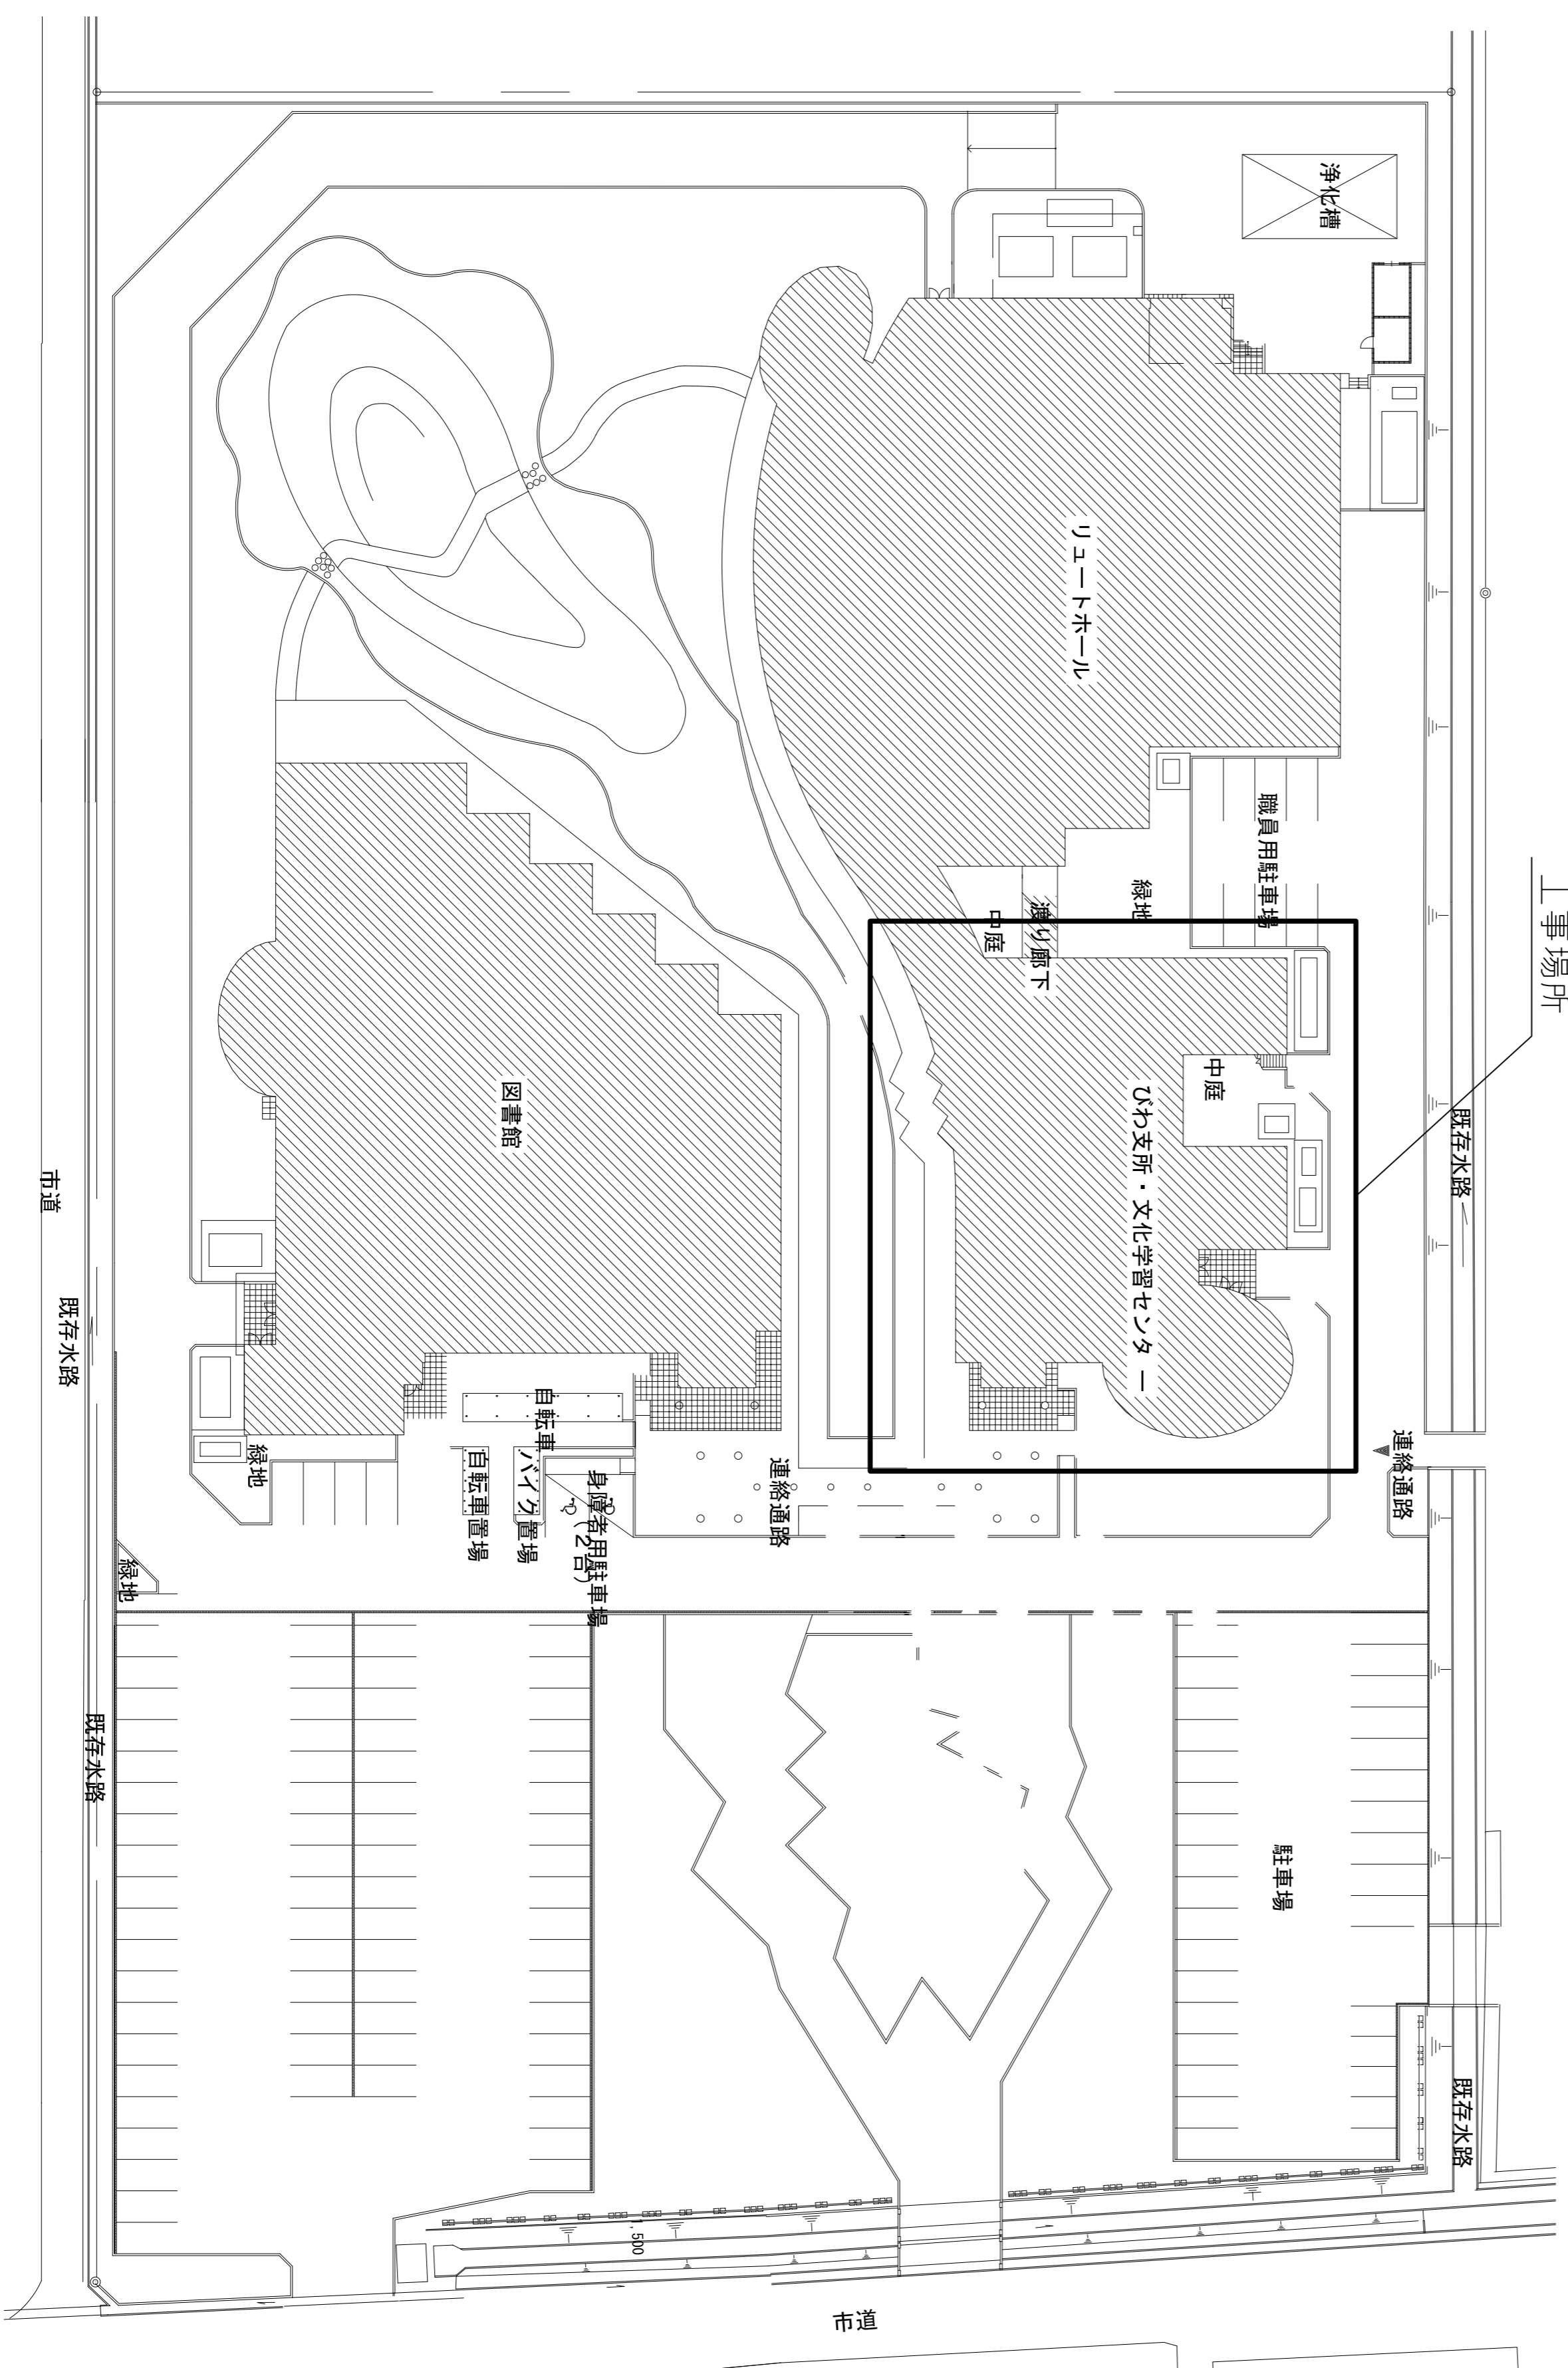 浄化槽
リュートホール
職員用駐車場
緑地
渡り廊下
中庭
工事場所
中庭
びわ支所・文化学習センター
既存水路
図書館
市道
既存水路
連絡通路
連絡通路
自転車
バイク置場
自転車置場
身障者用駐車場
(2台)
緑地
緑地
既存水路
駐車場
既存水路
1,500
市道